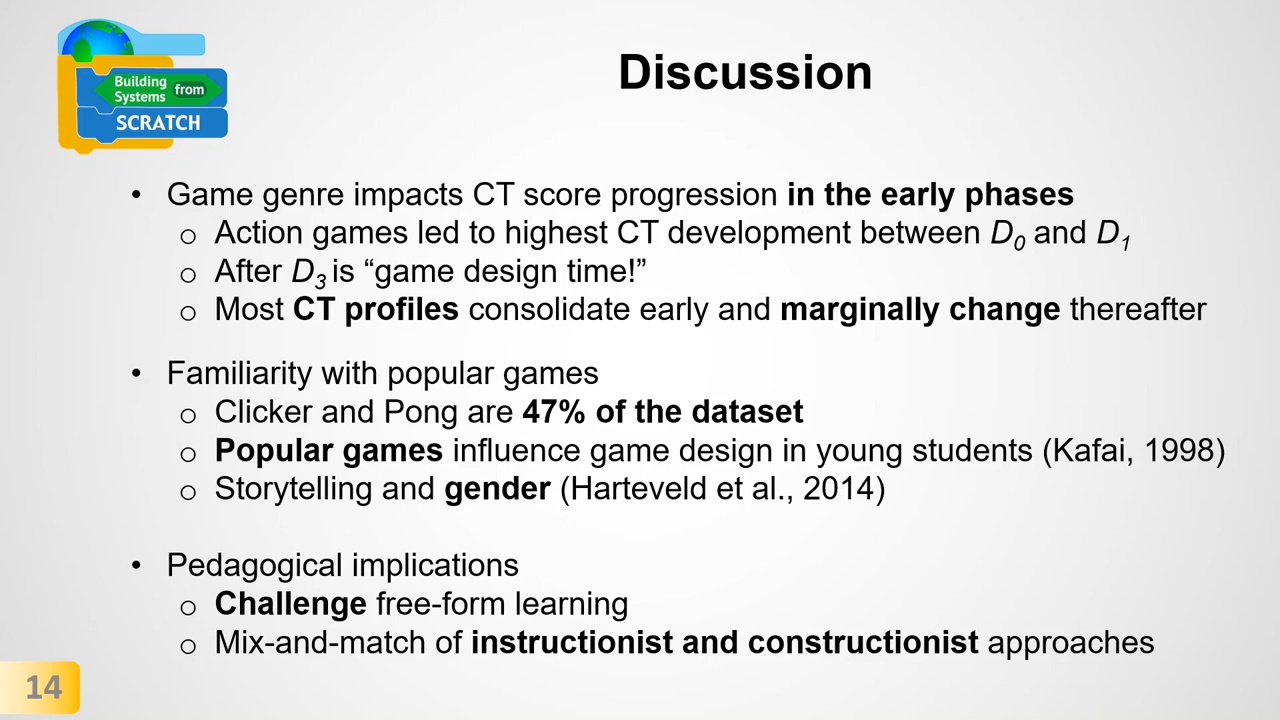 Building
Systems from
SCRATCH
Discussion
• Game genre impacts CT score progression in the early phases
o Action games led to highest CT development between D0 and D1
o After D3 is “game design time!”
o Most CT profiles consolidate early and marginally change thereafter
• Familiarity with popular games
o Clicker and Pong are 47% of the dataset
o Popular games influence game design in young students (Kafai, 1998)
o Storytelling and gender (Harteveld et al., 2014)
• Pedagogical implications
o Challenge free-form learning
o Mix-and-match of instructionist and constructionist approaches
14